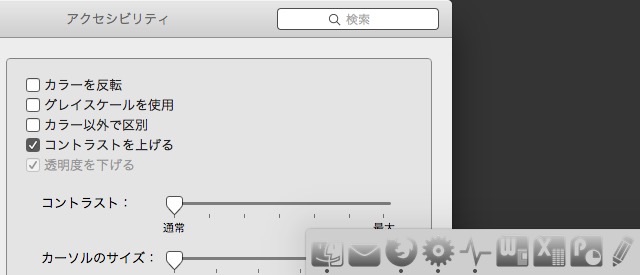 アクセシビリティ
検索
カラーを反転
グレイスケールを使用
カラー以外で区別
コントラストを上げる
透明度を下げる
コントラスト：
通常
最大
カーソルのサイズ：
W
X
P